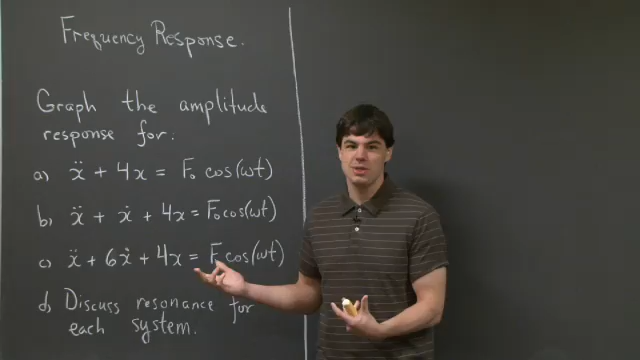 Frequency Response.
Graph the amplitude
response for:
a) ẍ + 4x = F₀ cos(ωt)
b) ẍ + ẋ + 4x = F₀cos(ωt)
c) ẍ + 6ẋ + 4x = F₀cos(ωt)
d) Discuss resonance for
each system.